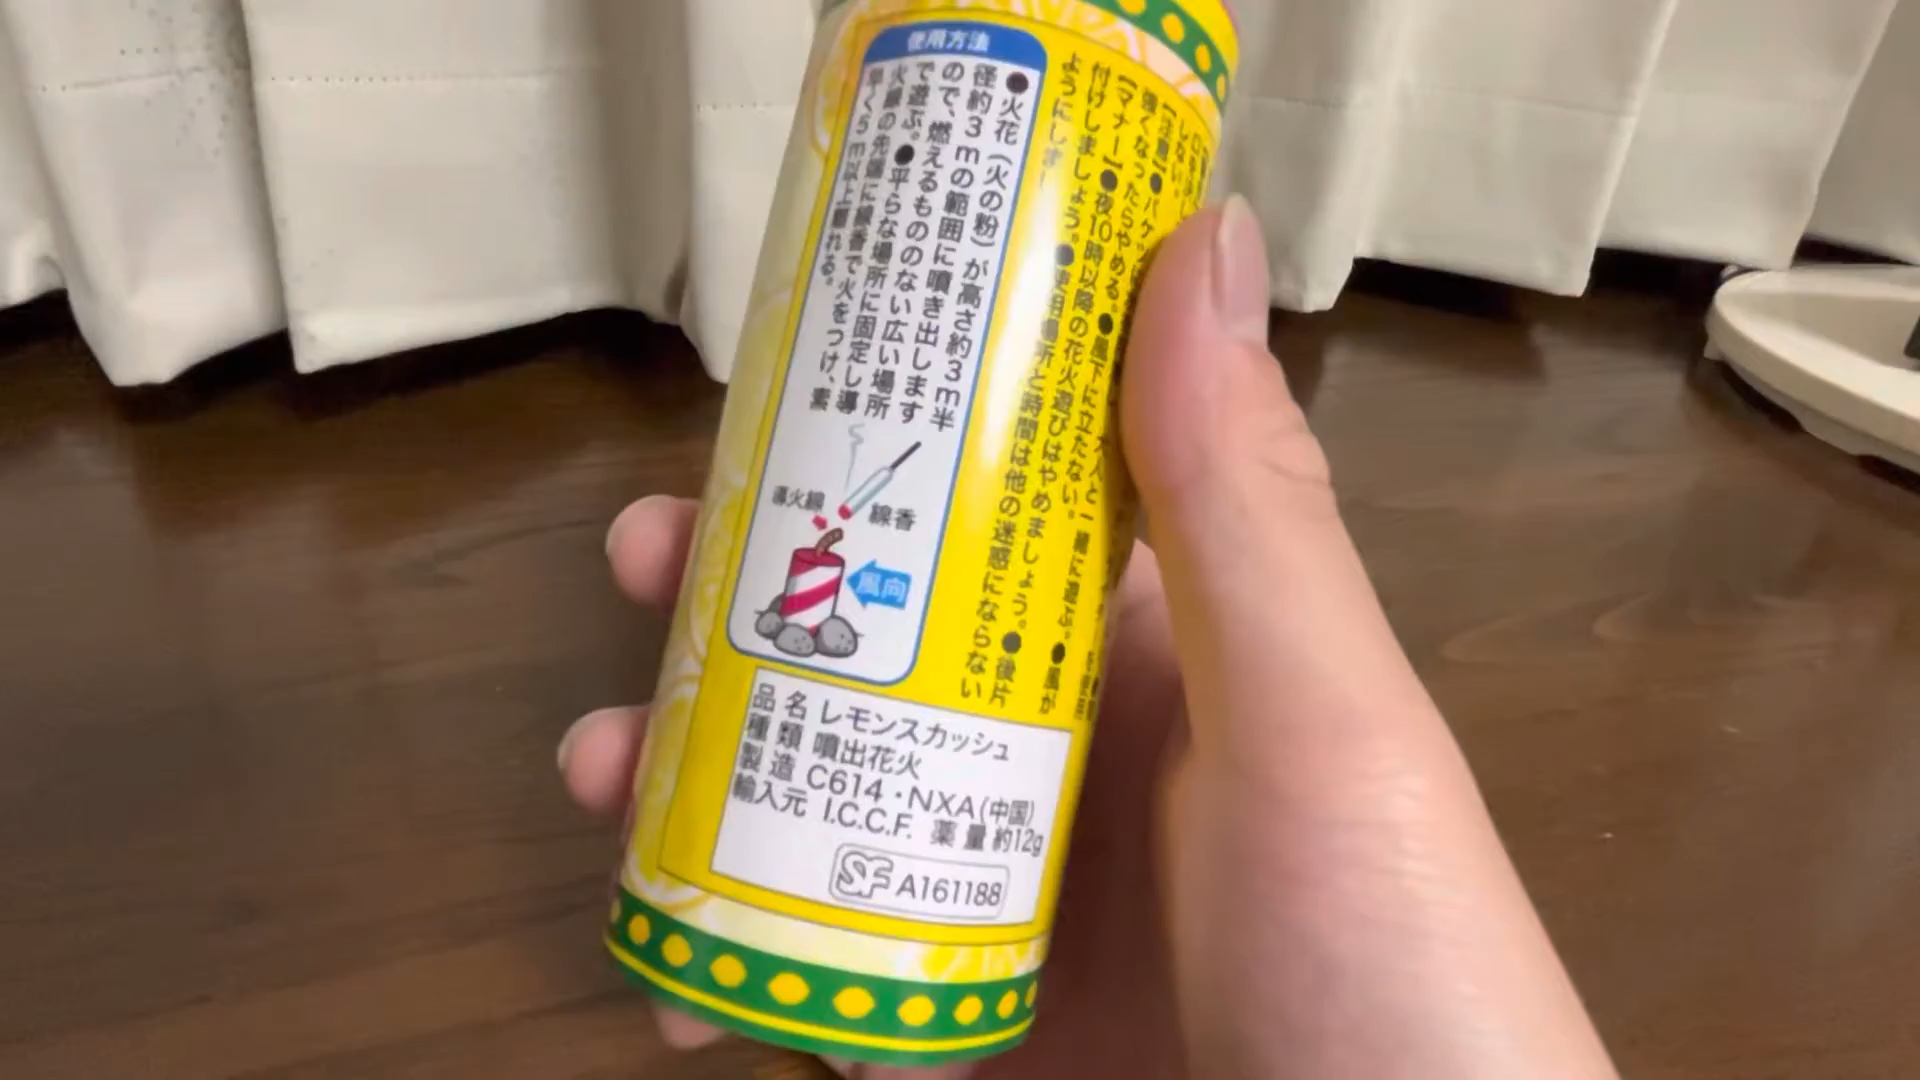 使用方法
●火花(火の粉)が高さ約3m半
径約3mの範囲に噴き出します
ので、燃えるもののない広い場所
で遊ぶ。●平らな場所に固定し導
火線の先端に線香で火をつけ、素
早く5m以上離れる。
導火線
線香
風向
しない。
【注意】●バケツに
大人と一緒に遊ぶ。●風が
強くなったらやめる。●風下に立たない。
【マナー】●夜10時以降の花火遊びはやめましょう。●後片
付けしましょう。●使用場所と時間は他の迷惑にならない
ようにしましょう
品名 レモンスカッシュ
種類 噴出花火
製造 C614・NXA(中国)
輸入元 I.C.C.F. 薬量 約12g
SF A161188